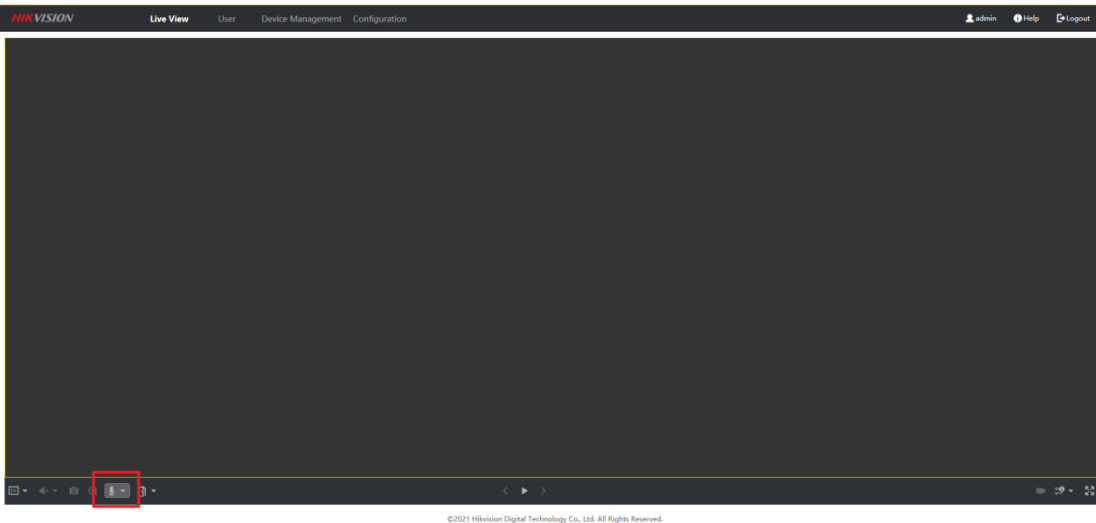 HIKVISION Live View User Device Management Configuration admin Help Logout
©2021 Hikvision Digital Technology Co., Ltd. All Rights Reserved.